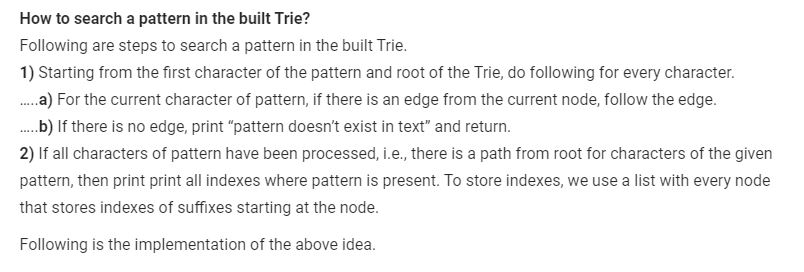 How to search a pattern in the built Trie?
Following are steps to search a pattern in the built Trie.
1) Starting from the first character of the pattern and root of the Trie, do following for every character.
.....a) For the current character of pattern, if there is an edge from the current node, follow the edge.
.....b) If there is no edge, print “pattern doesn’t exist in text” and return.
2) If all characters of pattern have been processed, i.e., there is a path from root for characters of the given
pattern, then print print all indexes where pattern is present. To store indexes, we use a list with every node
that stores indexes of suffixes starting at the node.
Following is the implementation of the above idea.